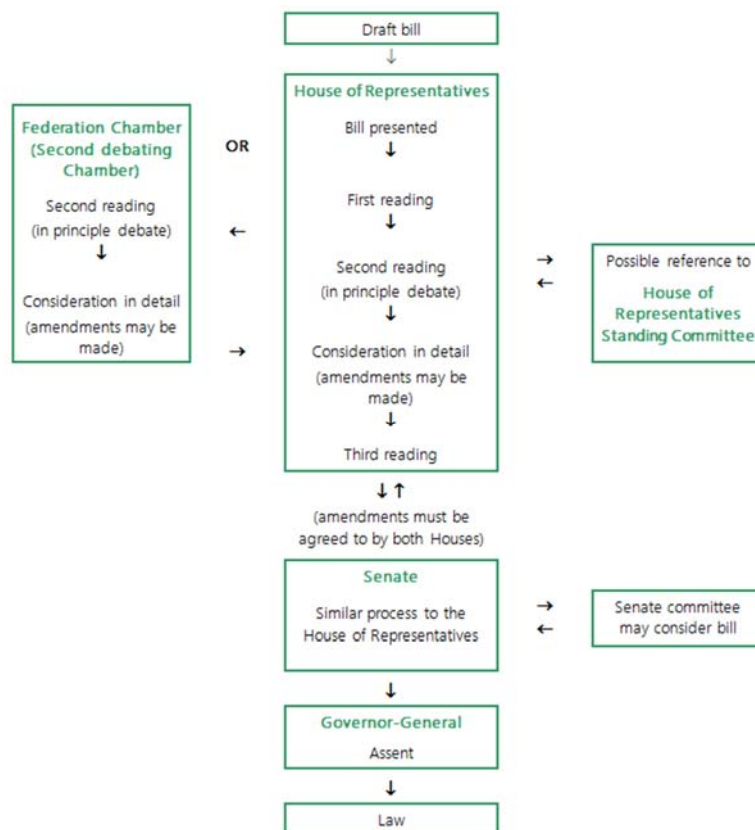 Draft bill
↓
House of Representatives
Bill presented
↓
First reading
↓
Second reading
(in principle debate)
↓
Consideration in detail
(amendments may be
made)
↓
Third reading
Federation Chamber
(Second debating
Chamber)
Second reading
(in principle debate)
↓
Consideration in detail
(amendments may be
made)
OR
←
→
→
←
Possible reference to
House of
Representatives
Standing Committee
↓↑
(amendments must be
agreed to by both Houses)
Senate
Similar process to the
House of Representatives
→
←
Senate committee
may consider bill
↓
Governor-General
Assent
↓
Law